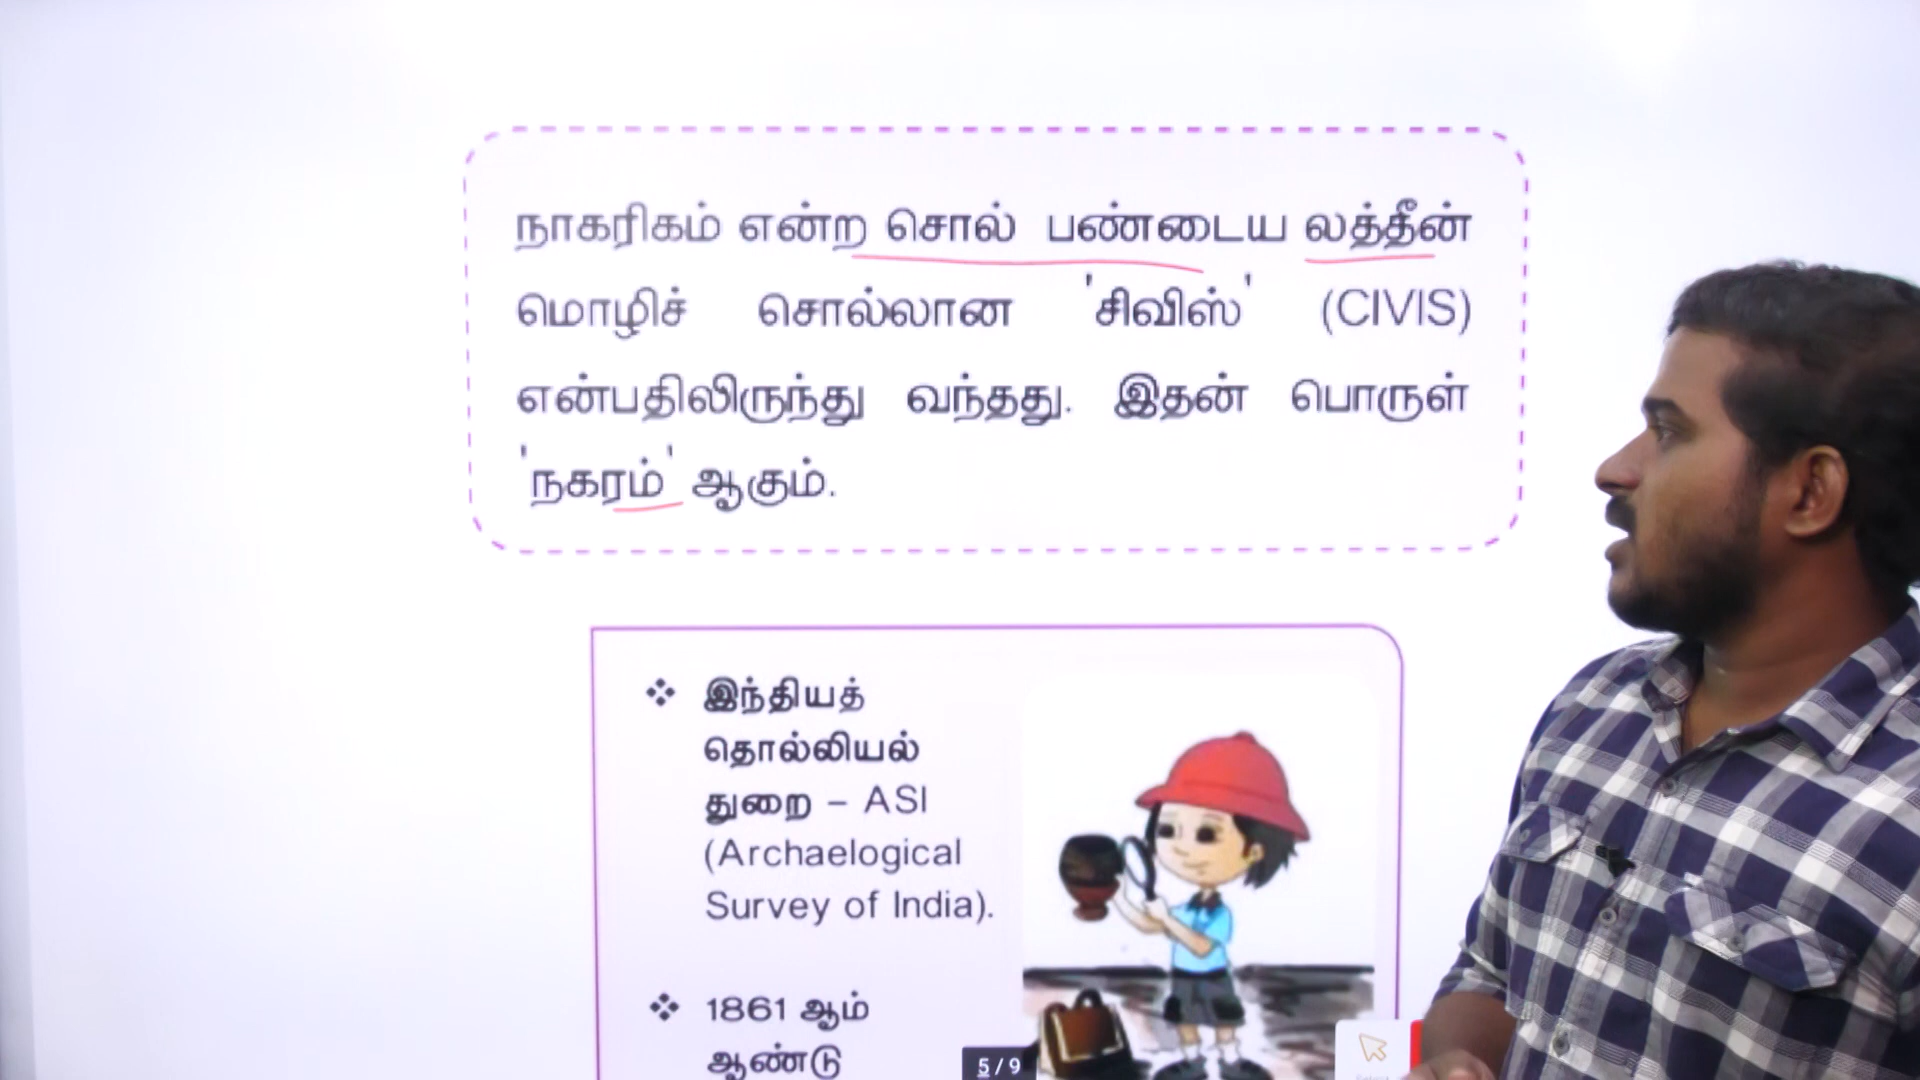 நாகரிகம் என்ற சொல் பண்டைய லத்தீன்
மொழிச் சொல்லான 'சிவிஸ்' (CIVIS)
என்பதிலிருந்து வந்தது. இதன் பொருள்
'நகரம்' ஆகும்.
❖ இந்தியத்
தொல்லியல்
துறை – ASI
(Archaelogical
Survey of India).
❖ 1861 ஆம்
ஆண்டு
5 / 9